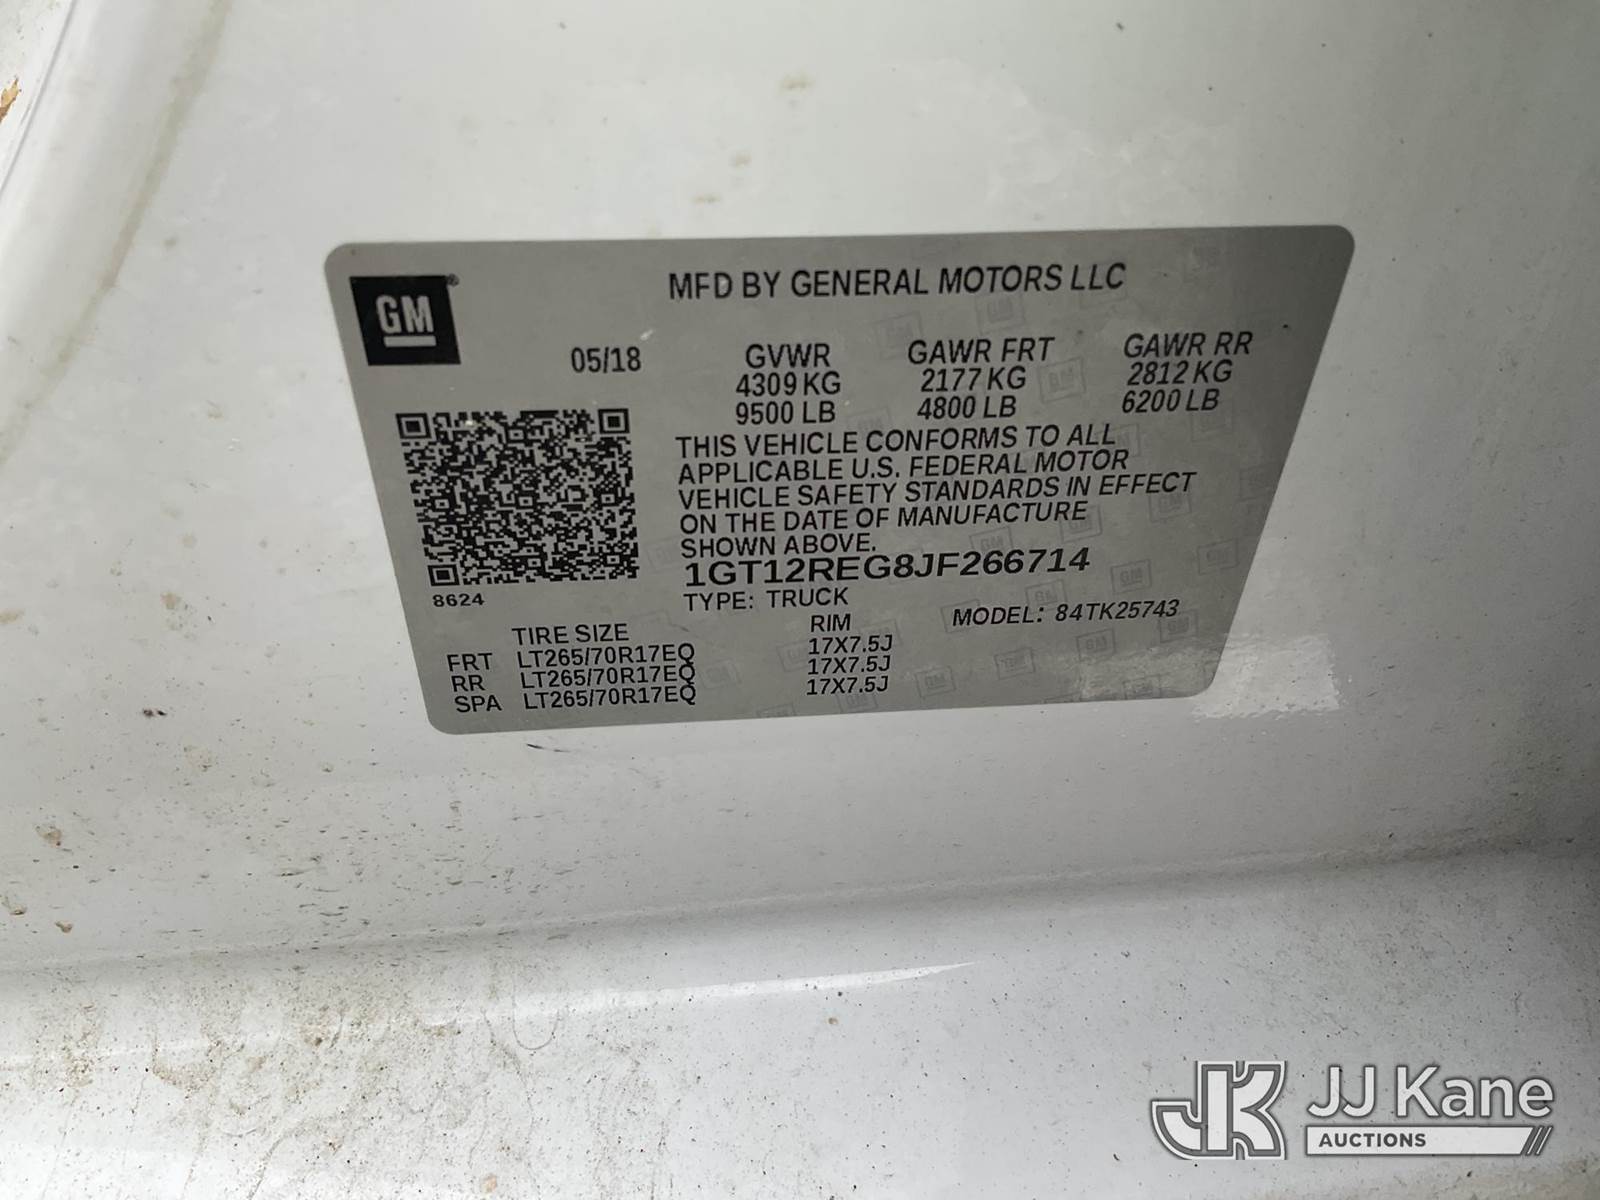 GM®
MFD BY GENERAL MOTORS LLC
05/18 GVWR GAWR FRT GAWR RR
4309 KG 2177 KG 2812 KG
9500 LB 4800 LB 6200 LB
THIS VEHICLE CONFORMS TO ALL
APPLICABLE U.S. FEDERAL MOTOR
VEHICLE SAFETY STANDARDS IN EFFECT
ON THE DATE OF MANUFACTURE
SHOWN ABOVE.
1GT12REG8JF266714
8624
TYPE: TRUCK MODEL: 84TK25743
TIRE SIZE RIM
FRT LT265/70R17EQ 17X7.5J
RR LT265/70R17EQ 17X7.5J
SPA LT265/70R17EQ 17X7.5J
JK JJ Kane
AUCTIONS